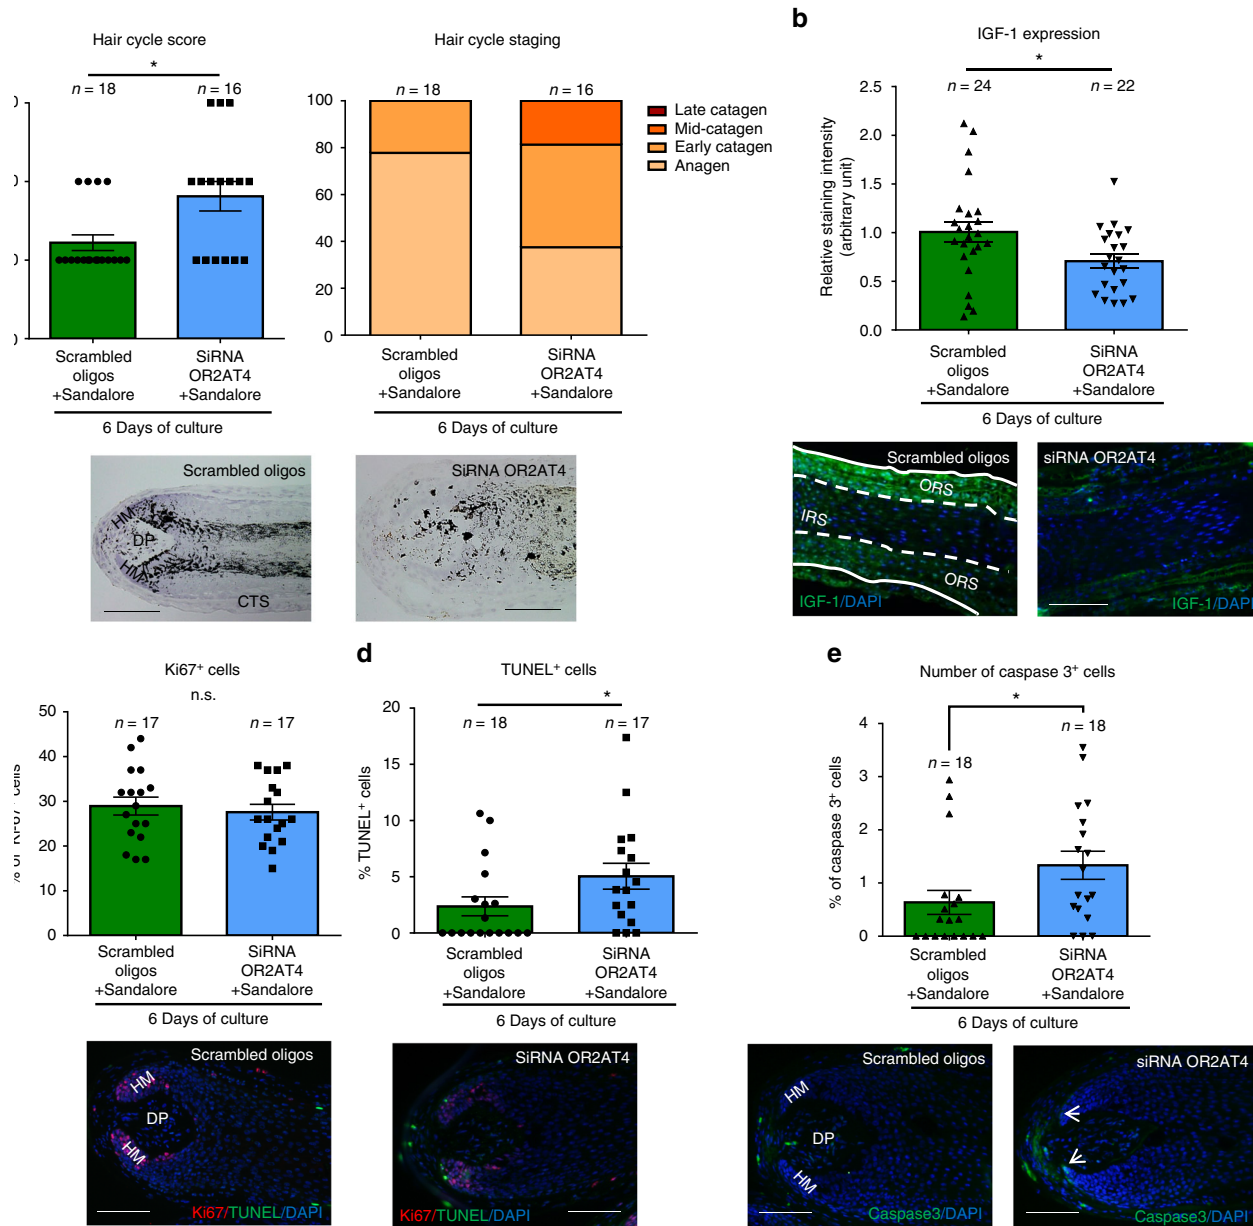 Hair cycle score
*
n = 18
n = 16
0
0
0
0
Scrambled
oligos
+Sandalore
SiRNA
OR2AT4
+Sandalore
6 Days of culture
Hair cycle staging
n = 18
n = 16
100
80
60
40
20
0
Late catagen
Mid-catagen
Early catagen
Anagen
Scrambled
oligos
+Sandalore
SiRNA
OR2AT4
+Sandalore
6 Days of culture
Scrambled oligos
HM
DP
HM
CTS
SiRNA OR2AT4
b
IGF-1 expression
*
n = 24
n = 22
Relative staining intensity
(arbitrary unit)
2.5
2.0
1.5
1.0
0.5
0.0
Scrambled
oligos
+Sandalore
SiRNA
OR2AT4
+Sandalore
6 Days of culture
Scrambled oligos
ORS
IRS
ORS
IGF-1/DAPI
siRNA OR2AT4
IGF-1/DAPI
Ki67⁺ cells
n.s.
n = 17
n = 17
% of Ki-67⁺ cells
50
40
30
20
10
0
Scrambled
oligos
+Sandalore
SiRNA
OR2AT4
+Sandalore
6 Days of culture
d
TUNEL⁺ cells
*
n = 18
n = 17
% TUNEL⁺ cells
20
15
10
5
0
Scrambled
oligos
+Sandalore
SiRNA
OR2AT4
+Sandalore
6 Days of culture
Scrambled oligos
HM
DP
HM
Ki67/TUNEL/DAPI
SiRNA OR2AT4
Ki67/TUNEL/DAPI
e
Number of caspase 3⁺ cells
*
n = 18
n = 18
% of caspase 3⁺ cells
4
3
2
1
0
Scrambled
oligos
+Sandalore
SiRNA
OR2AT4
+Sandalore
6 Days of culture
Scrambled oligos
HM
DP
HM
Caspase3/DAPI
siRNA OR2AT4
Caspase3/DAPI